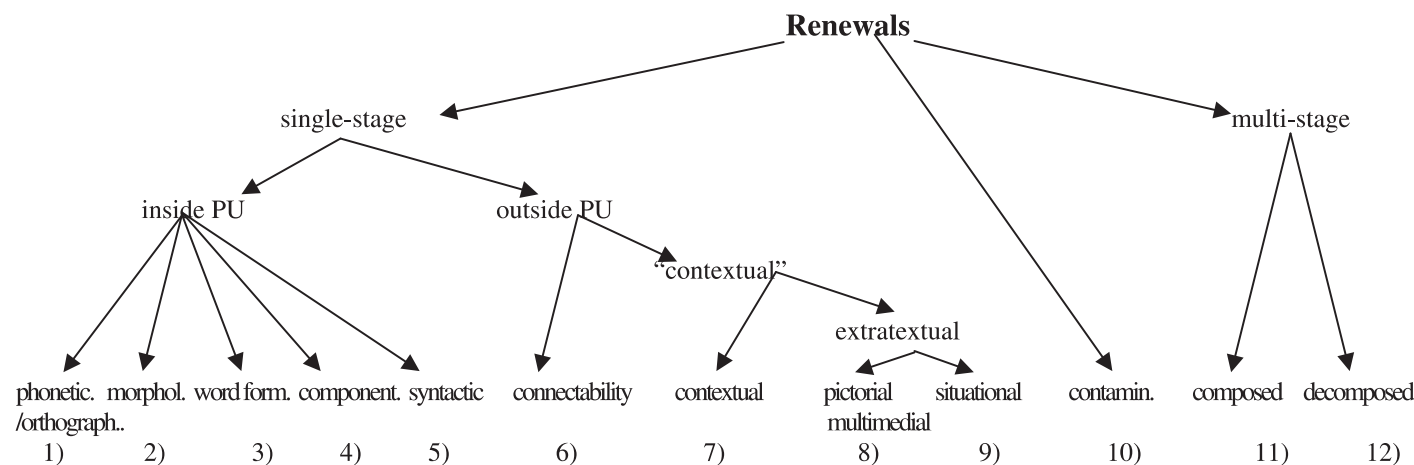 Renewals
single-stage
multi-stage
inside PU
outside PU
“contextual”
extratextual
phonetic. morphol. word form. component. syntactic connectability contextual pictorial situational contamin. composed decomposed
/orthograph.. multimedial
1) 2) 3) 4) 5) 6) 7) 8) 9) 10) 11) 12)